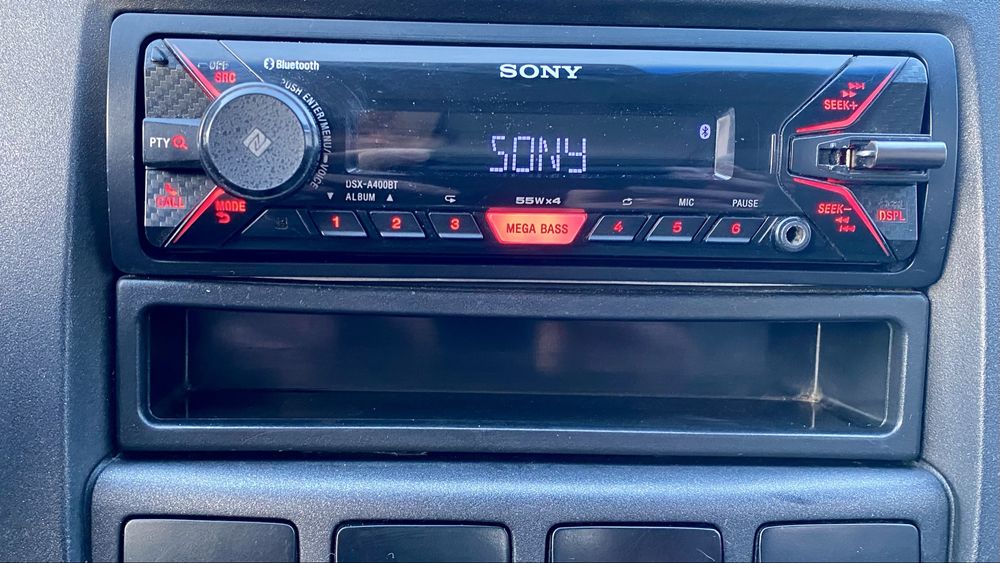 OFF
SRC
Bluetooth
SONY
SEEK+
PUSH ENTER/MENU/
VOICE
PTY
SONY
DSX-A400BT
ALBUM
55W x 4
MIC
PAUSE
CALL
MODE
1
2
3
MEGA BASS
4
5
6
SEEK−
DSPL